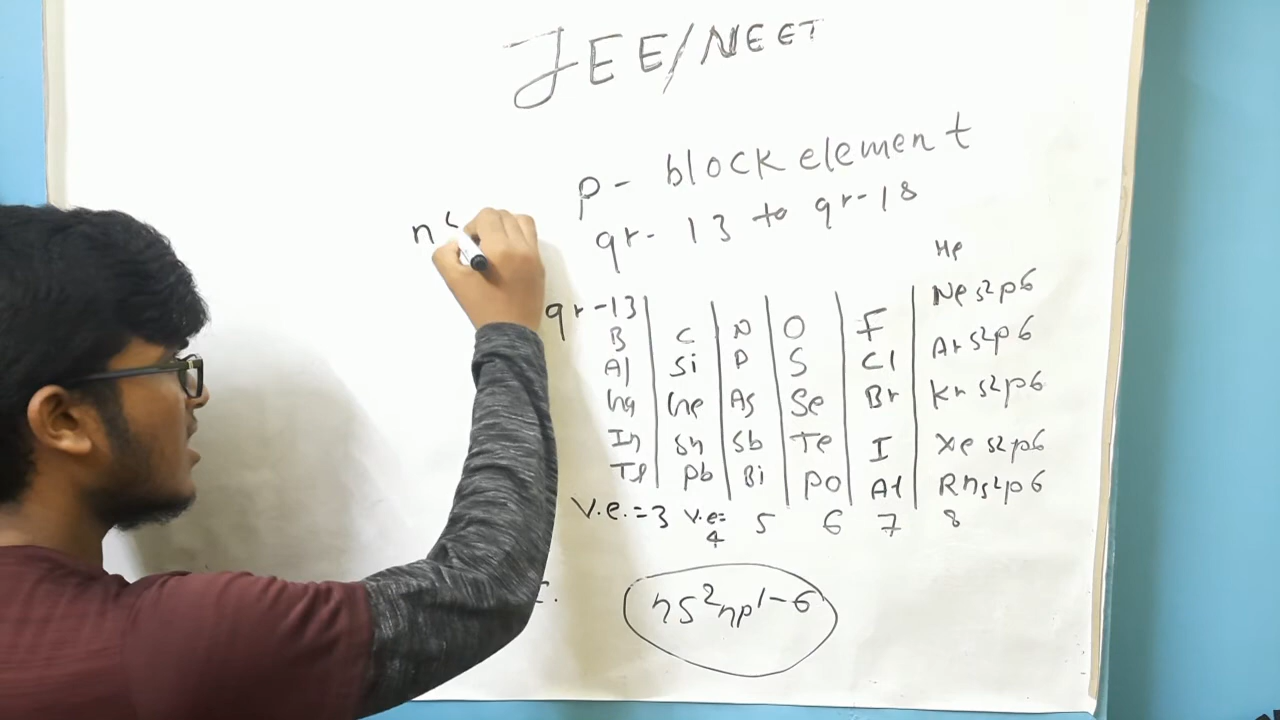 JEE/NEET
p- block element
gr- 13 to gr-18
ns
He
gr-13
Ne s2p6
B C N O F
Ar s2p6
Al Si P S Cl
Ga Ge As Se Br Kr s2p6
In Sn Sb Te I Xe s2p6
Tl Pb Bi Po At Rn s2p6
V.e.=3 V.e=4 5 6 7 8
ns²np¹⁻⁶